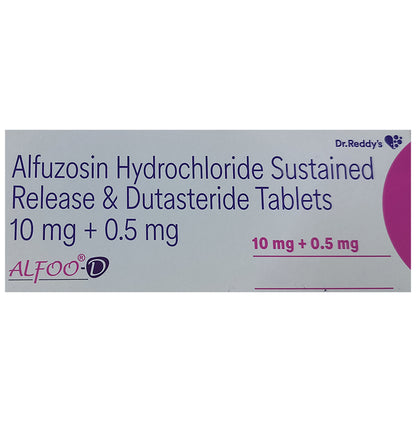 Dr.Reddy's
Alfuzosin Hydrochloride Sustained
Release & Dutasteride Tablets
10 mg + 0.5 mg
10 mg + 0.5 mg
ALFOO®-D